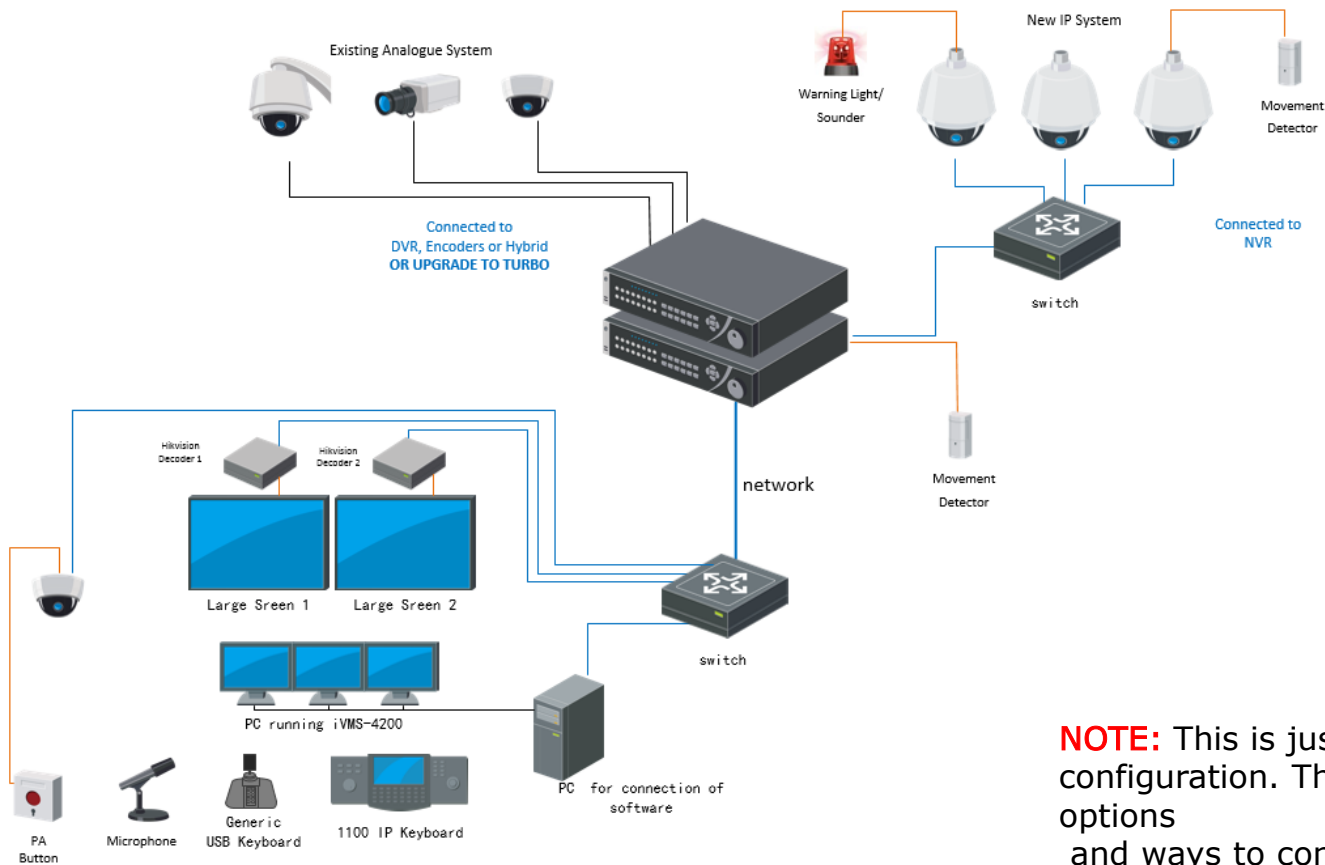 New IP System
Existing Analogue System
Warning Light/
Sounder
Movement
Detector
Connected to
DVR, Encoders or Hybrid
OR UPGRADE TO TURBO
Connected to
NVR
switch
Hikvision
Decoder 1
Hikvision
Decoder 2
network
Movement
Detector
Large Sreen 1
Large Sreen 2
switch
PC running iVMS-4200
PC for connection of
software
PA
Button
Microphone
Generic
USB Keyboard
1100 IP Keyboard
NOTE: This is jus
configuration. Th
options
and ways to con